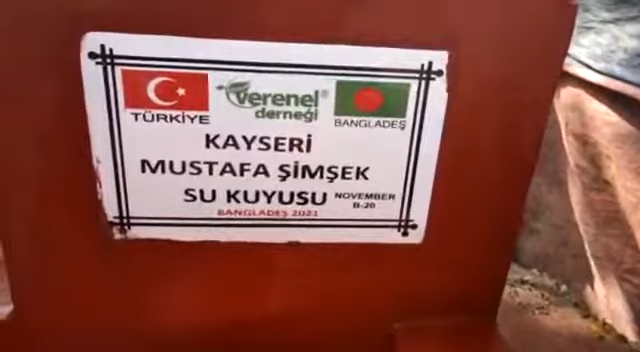 verenel®
derneği
TÜRKİYE
BANGLADEŞ
KAYSERİ
MUSTAFA ŞİMŞEK
SU KUYUSU
NOVEMBER
B-20
BANGLADEŞ 2021